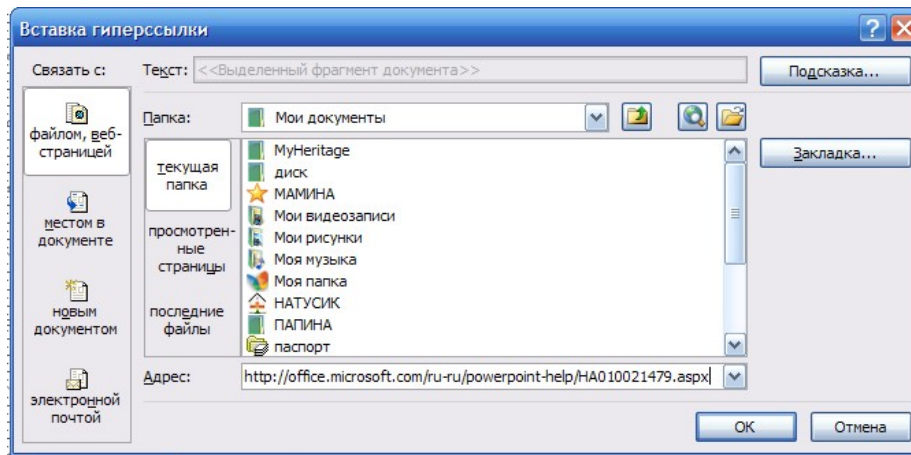 Вставка гиперссылки
Связать с:
Текст:
<<Выделенный фрагмент документа>>
Подсказка...
файлом, веб-
страницей
Папка:
Мои документы
текущая
папка
MyHeritage
диск
МАМИНА
Мои видеозаписи
Мои рисунки
Моя музыка
Моя папка
НАТУСИК
ПАПИНА
паспорт
Закладка...
местом в
документе
просмотрен-
ные
страницы
новым
документом
последние
файлы
Адрес:
http://office.microsoft.com/ru-ru/powerpoint-help/HA010021479.aspx
электронной
почтой
ОК
Отмена